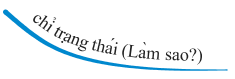 chỉ trạng thái (Làm sao?)